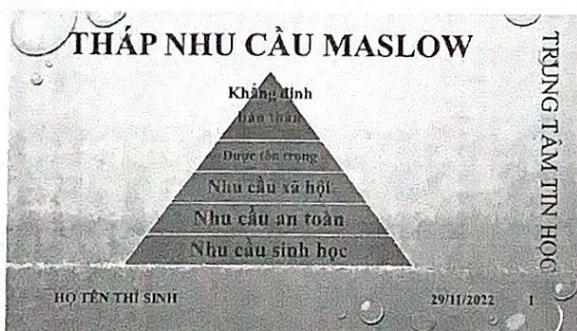 THÁP NHU CẦU MASLOW
Khẳng định
bản thân
Được tôn trọng
Nhu cầu xã hội
Nhu cầu an toàn
Nhu cầu sinh học
TRUNG TÂM TIN HỌC
HỌ TÊN THÍ SINH
29/11/2022
1